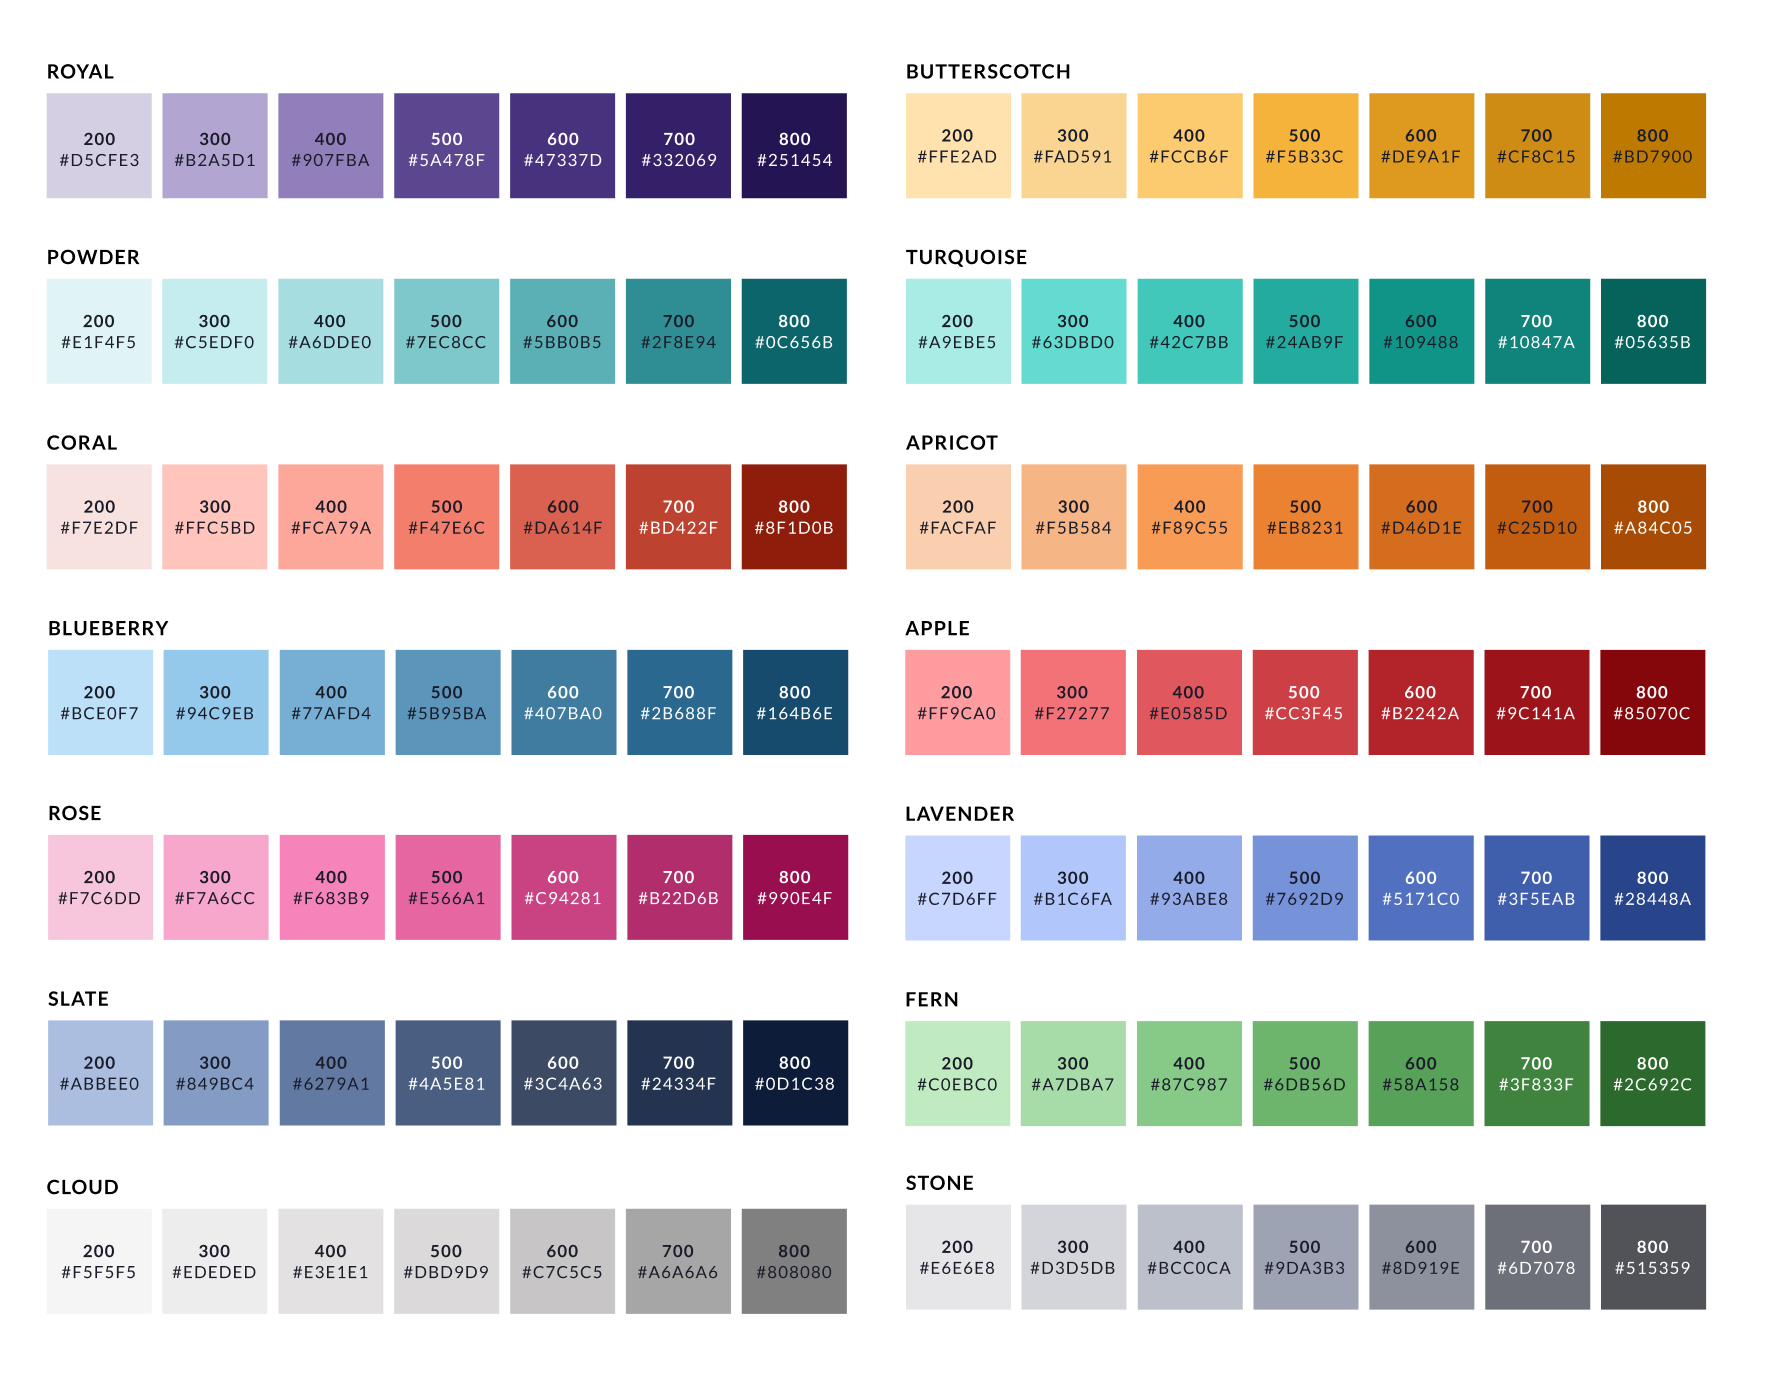 ROYAL
200 300 400 500 600 700 800
#D5CFE3 #B2A5D1 #907FBA #5A478F #47337D #332069 #251454
BUTTERSCOTCH
200 300 400 500 600 700 800
#FFE2AD #FAD591 #FCCB6F #F5B33C #DE9A1F #CF8C15 #BD7900
POWDER
200 300 400 500 600 700 800
#E1F4F5 #C5EDF0 #A6DDE0 #7EC8CC #5BB0B5 #2F8E94 #0C656B
TURQUOISE
200 300 400 500 600 700 800
#A9EBE5 #63DBD0 #42C7BB #24AB9F #109488 #10847A #05635B
CORAL
200 300 400 500 600 700 800
#F7E2DF #FFC5BD #FCA79A #F47E6C #DA614F #BD422F #8F1D0B
APRICOT
200 300 400 500 600 700 800
#FACFAF #F5B584 #F89C55 #EB8231 #D46D1E #C25D10 #A84C05
BLUEBERRY
200 300 400 500 600 700 800
#BCE0F7 #94C9EB #77AFD4 #5B95BA #407BA0 #2B688F #164B6E
APPLE
200 300 400 500 600 700 800
#FF9CA0 #F27277 #E0585D #CC3F45 #B2242A #9C141A #85070C
ROSE
200 300 400 500 600 700 800
#F7C6DD #F7A6CC #F683B9 #E566A1 #C94281 #B22D6B #990E4F
LAVENDER
200 300 400 500 600 700 800
#C7D6FF #B1C6FA #93ABE8 #7692D9 #5171C0 #3F5EAB #28448A
SLATE
200 300 400 500 600 700 800
#ABBEE0 #849BC4 #6279A1 #4A5E81 #3C4A63 #24334F #0D1C38
FERN
200 300 400 500 600 700 800
#C0EBC0 #A7DBA7 #87C987 #6DB56D #58A158 #3F833F #2C692C
CLOUD
200 300 400 500 600 700 800
#F5F5F5 #EDEDED #E3E1E1 #DBD9D9 #C7C5C5 #A6A6A6 #808080
STONE
200 300 400 500 600 700 800
#E6E6E8 #D3D5DB #BCC0CA #9DA3B3 #8D919E #6D7078 #515359